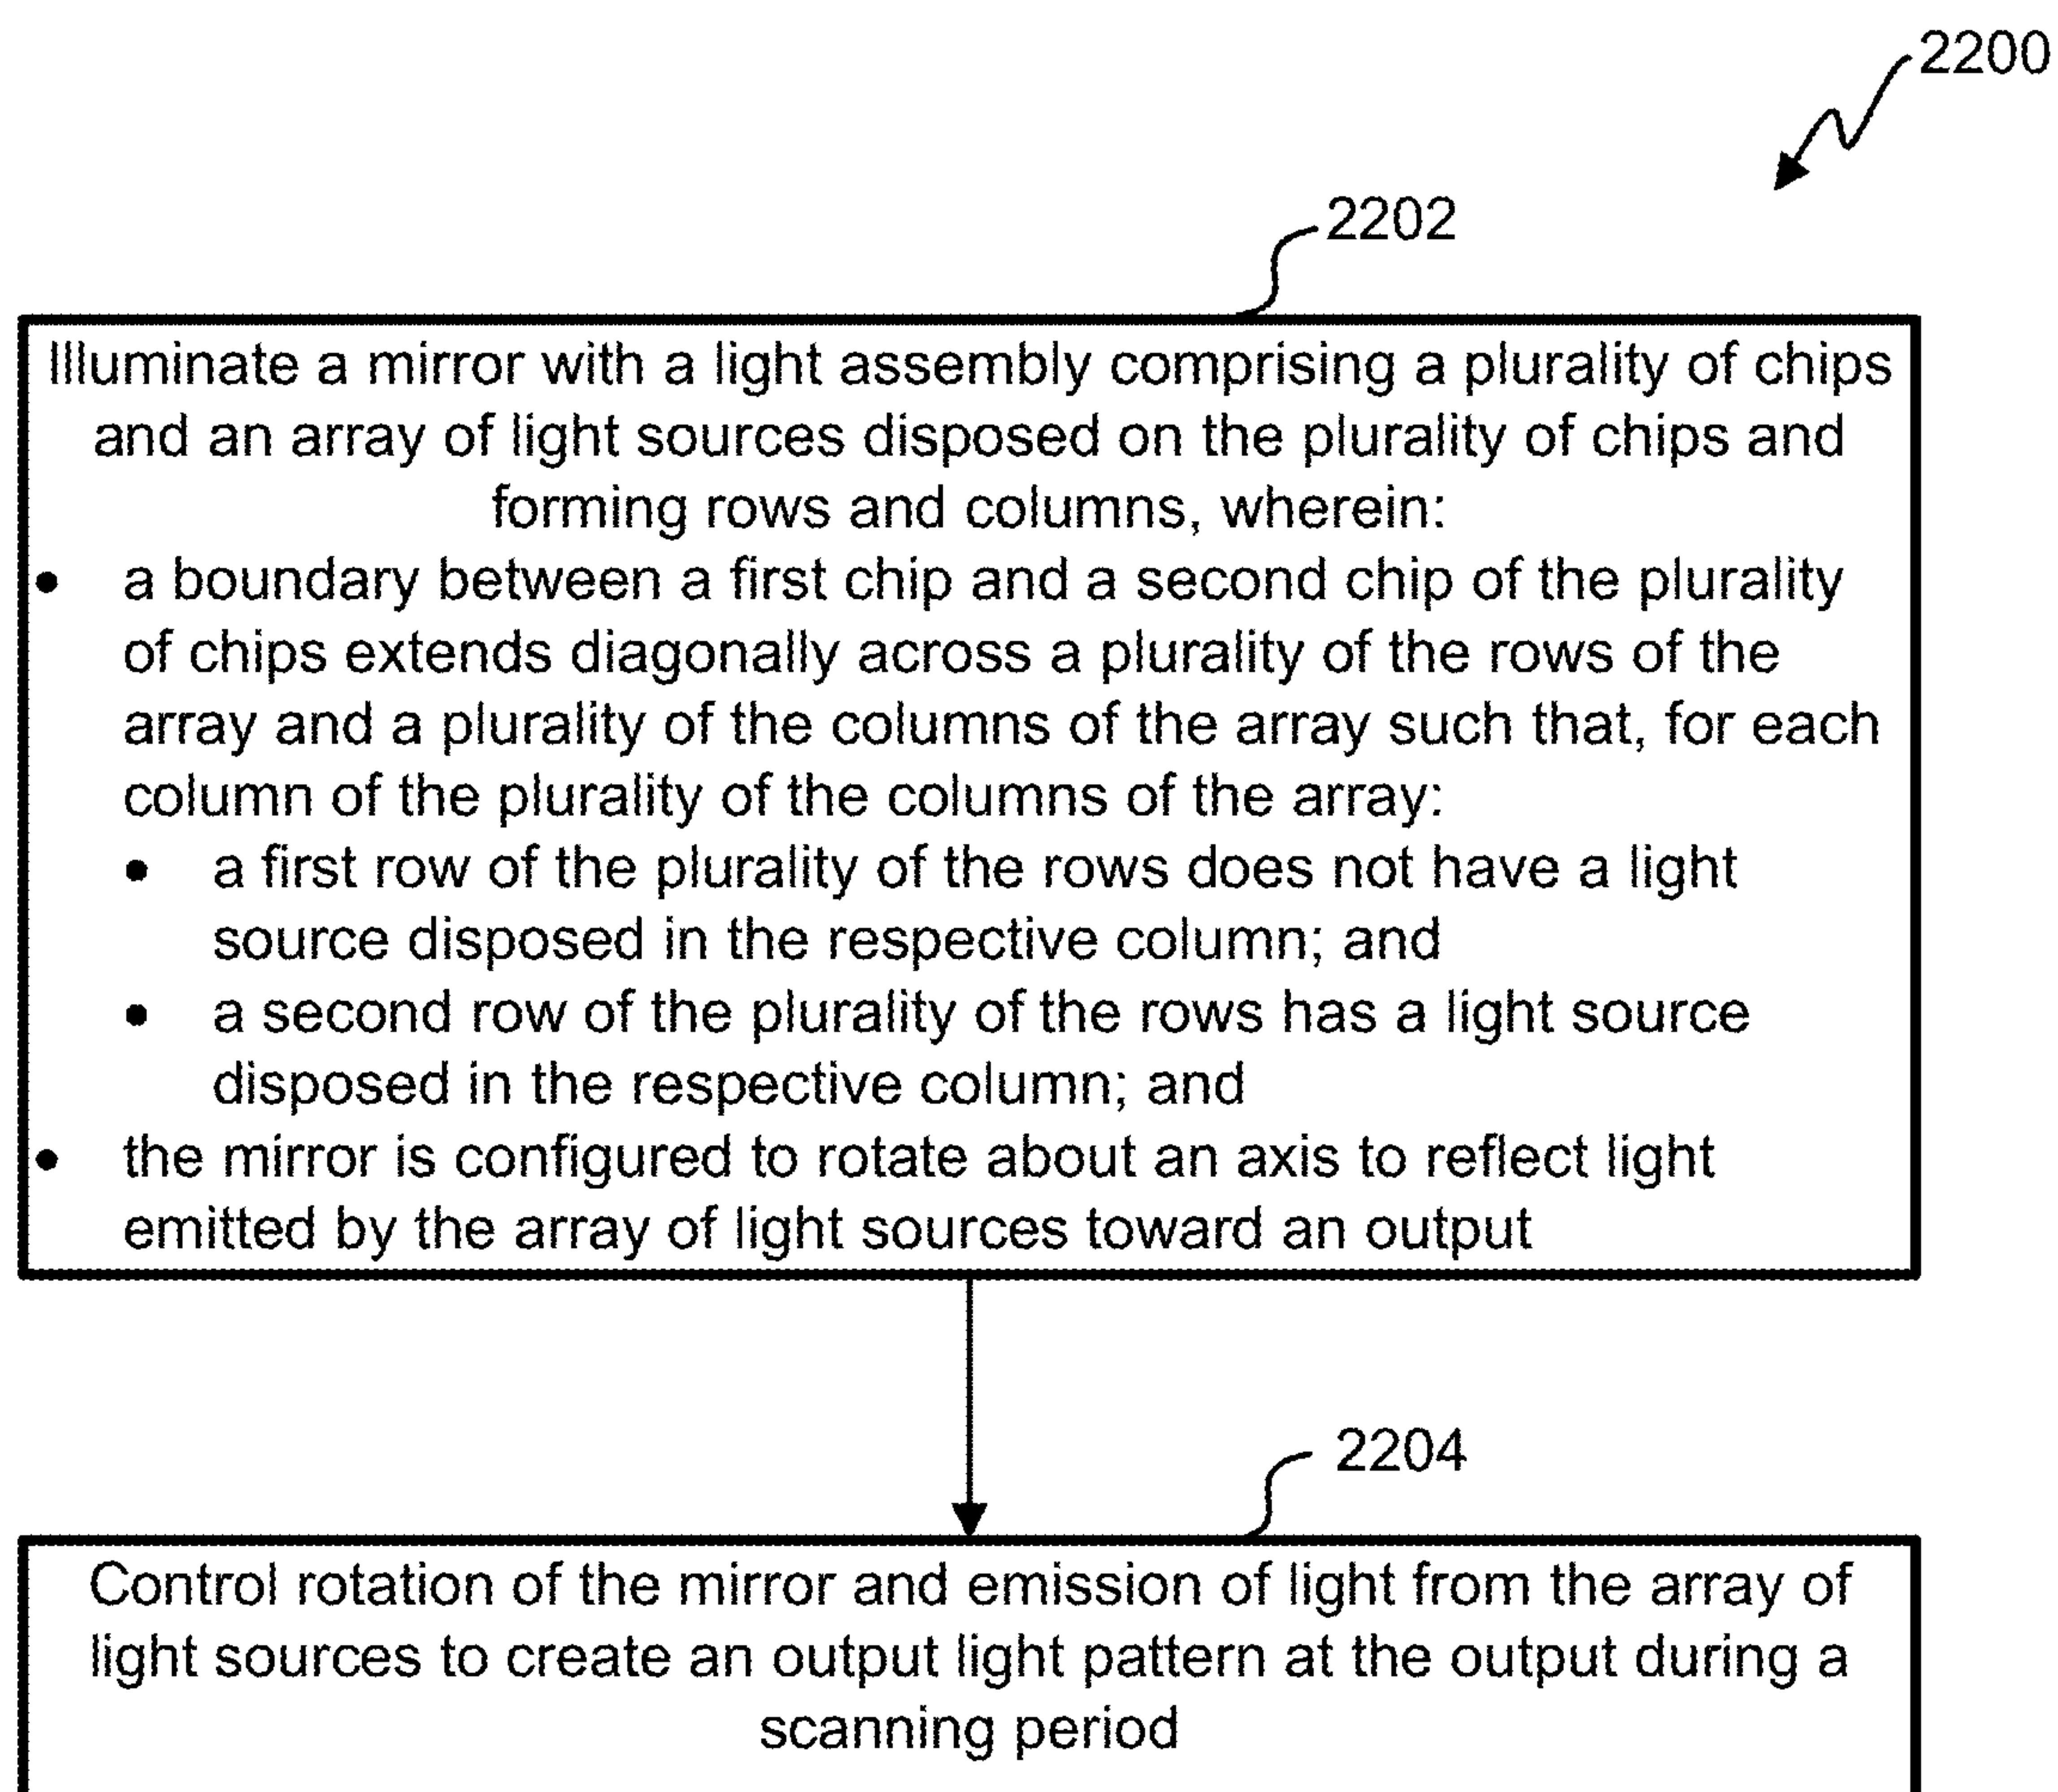 2200
2202
Illuminate a mirror with a light assembly comprising a plurality of chips
and an array of light sources disposed on the plurality of chips and
forming rows and columns, wherein:
• a boundary between a first chip and a second chip of the plurality
of chips extends diagonally across a plurality of the rows of the
array and a plurality of the columns of the array such that, for each
column of the plurality of the columns of the array:
• a first row of the plurality of the rows does not have a light
source disposed in the respective column; and
• a second row of the plurality of the rows has a light source
disposed in the respective column; and
• the mirror is configured to rotate about an axis to reflect light
emitted by the array of light sources toward an output
2204
Control rotation of the mirror and emission of light from the array of
light sources to create an output light pattern at the output during a
scanning period